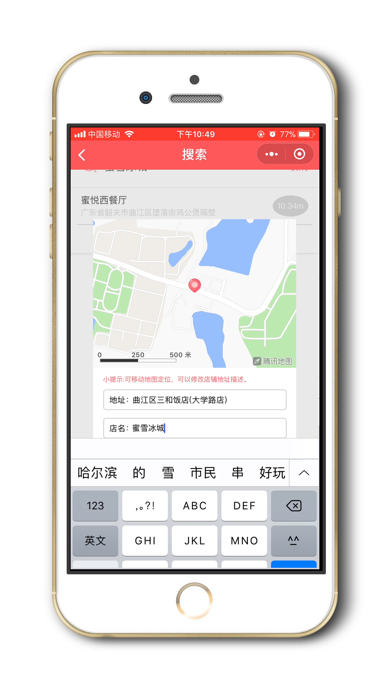 中国移动 下午10:49 77%
搜索
蜜悦西餐厅
10.34m
0 250 500 米
腾讯地图
小提示:可移动地图定位，可以修改店铺地址描述。
地址: 曲江区三和饭店(大学路店)
店名: 蜜雪冰城
哈尔滨 的 雪 市民 串 好玩
123 ,。?! ABC DEF
英文 GHI JKL MNO ^^